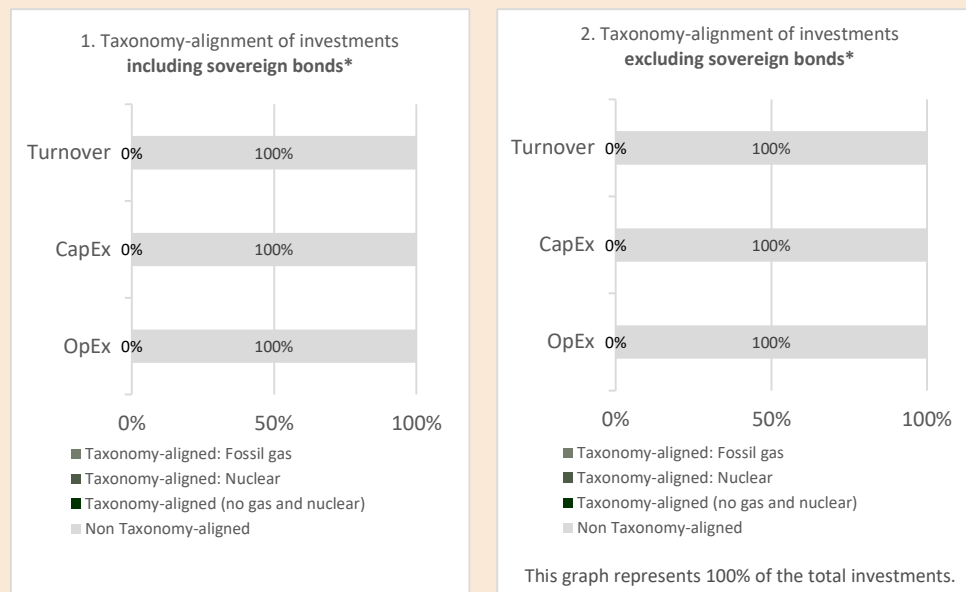 1. Taxonomy-alignment of investments
including sovereign bonds*
Turnover 0% 100%
CapEx 0% 100%
OpEx 0% 100%
0% 50% 100%
Taxonomy-aligned: Fossil gas
Taxonomy-aligned: Nuclear
Taxonomy-aligned (no gas and nuclear)
Non Taxonomy-aligned
2. Taxonomy-alignment of investments
excluding sovereign bonds*
Turnover 0% 100%
CapEx 0% 100%
OpEx 0% 100%
0% 50% 100%
Taxonomy-aligned: Fossil gas
Taxonomy-aligned: Nuclear
Taxonomy-aligned (no gas and nuclear)
Non Taxonomy-aligned
This graph represents 100% of the total investments.